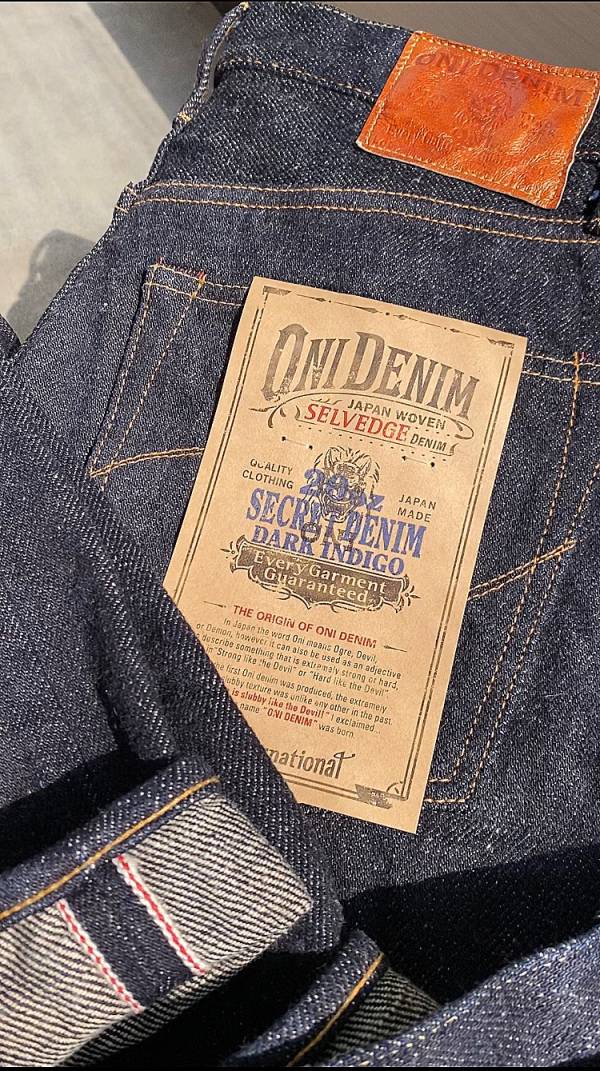 ONI DENIM
ONI DENIM
JAPAN WOVEN
SELVEDGE DENIM
QUALITY
CLOTHING
JAPAN
MADE
20oz
SECRET DENIM
DARK INDIGO
Every Garment
Guaranteed
THE ORIGIN OF ONI DENIM
In Japan the word Oni means Ogre, Devil,
or Demon, however it can also be used as an adjective
describe something that is extremely strong or hard,
"Strong like the Devil" or "Hard like the Devil".
first Oni denim was produced, the extremely
slubby texture was unlike any other in the past.
is slubby like the Devil!" I exclaimed
name "ONI DENIM" was born.
national